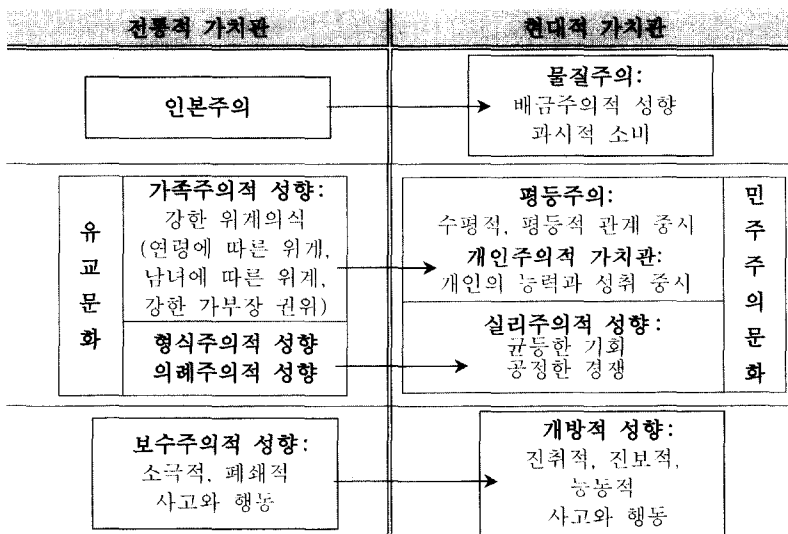 전통적 가치관
현대적 가치관
인본주의
물질주의:
배금주의적 성향
과시적 소비
유교문화
가족주의적 성향:
강한 위계의식
(연령에 따른 위계,
남녀에 따른 위계,
강한 가부장 권위)
형식주의적 성향
의례주의적 성향
평등주의:
수평적, 평등적 관계 중시
개인주의적 가치관:
개인의 능력과 성취 중시
실리주의적 성향:
균등한 기회
공정한 경쟁
민주주의문화
보수주의적 성향:
소극적, 폐쇄적
사고와 행동
개방적 성향:
진취적, 진보적,
능동적
사고와 행동